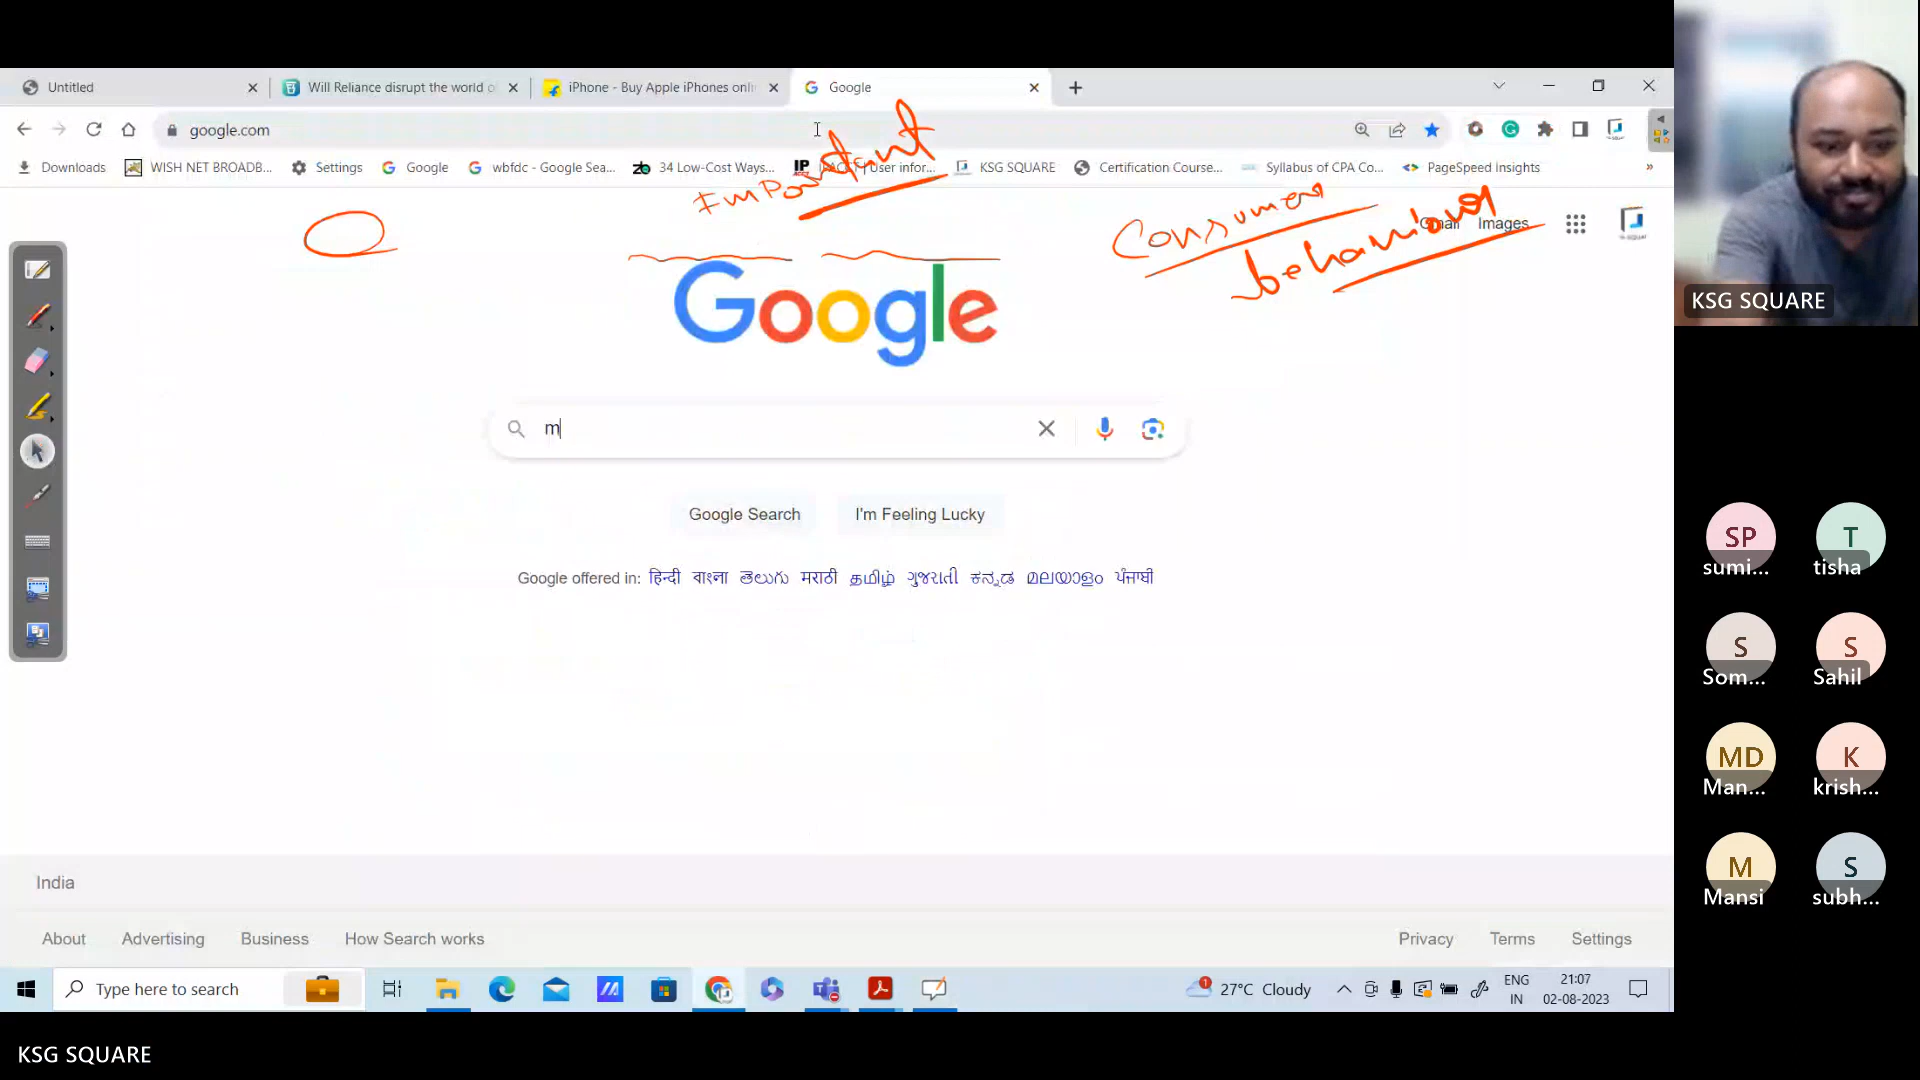 Untitled
Will Reliance disrupt the world o
iPhone - Buy Apple iPhones onli
Google
google.com
Important
Downloads
WISH NET BROADB...
Settings
Google
wbfdc - Google Sea...
34 Low-Cost Ways...
User infor...
KSG SQUARE
Certification Course...
Syllabus of CPA Co...
PageSpeed Insights
»
Consumer
behaviour
Gmail
Images
Google
m
Google Search
I'm Feeling Lucky
Google offered in: हिन्दी বাংলা తెలుగు मराठी தமிழ் ગુજરાતી ಕನ್ನಡ മലയാളം ਪੰਜਾਬੀ
India
About
Advertising
Business
How Search works
Privacy
Terms
Settings
Type here to search
1
27°C Cloudy
ENG
IN
21:07
02-08-2023
KSG SQUARE
SP
sumi...
T
tisha
S
Som...
S
Sahil
MD
Man...
K
krish...
M
Mansi
S
subh...
KSG SQUARE